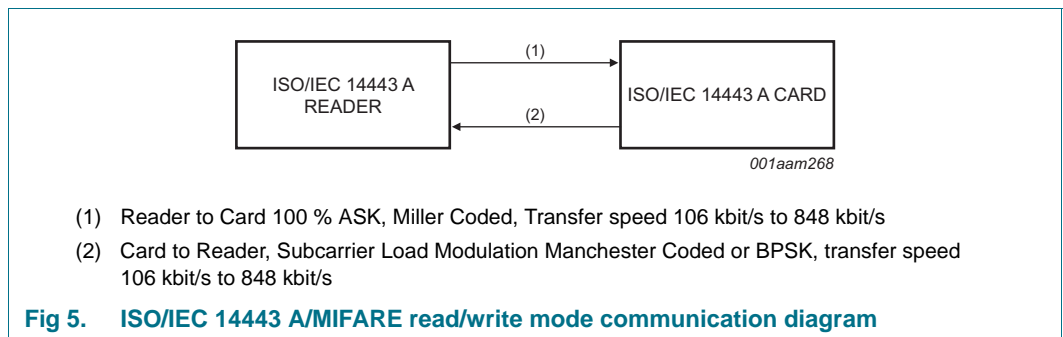 (1)
ISO/IEC 14443 A
READER
ISO/IEC 14443 A CARD
(2)
001aam268
(1) Reader to Card 100 % ASK, Miller Coded, Transfer speed 106 kbit/s to 848 kbit/s
(2) Card to Reader, Subcarrier Load Modulation Manchester Coded or BPSK, transfer speed
106 kbit/s to 848 kbit/s
Fig 5. ISO/IEC 14443 A/MIFARE read/write mode communication diagram